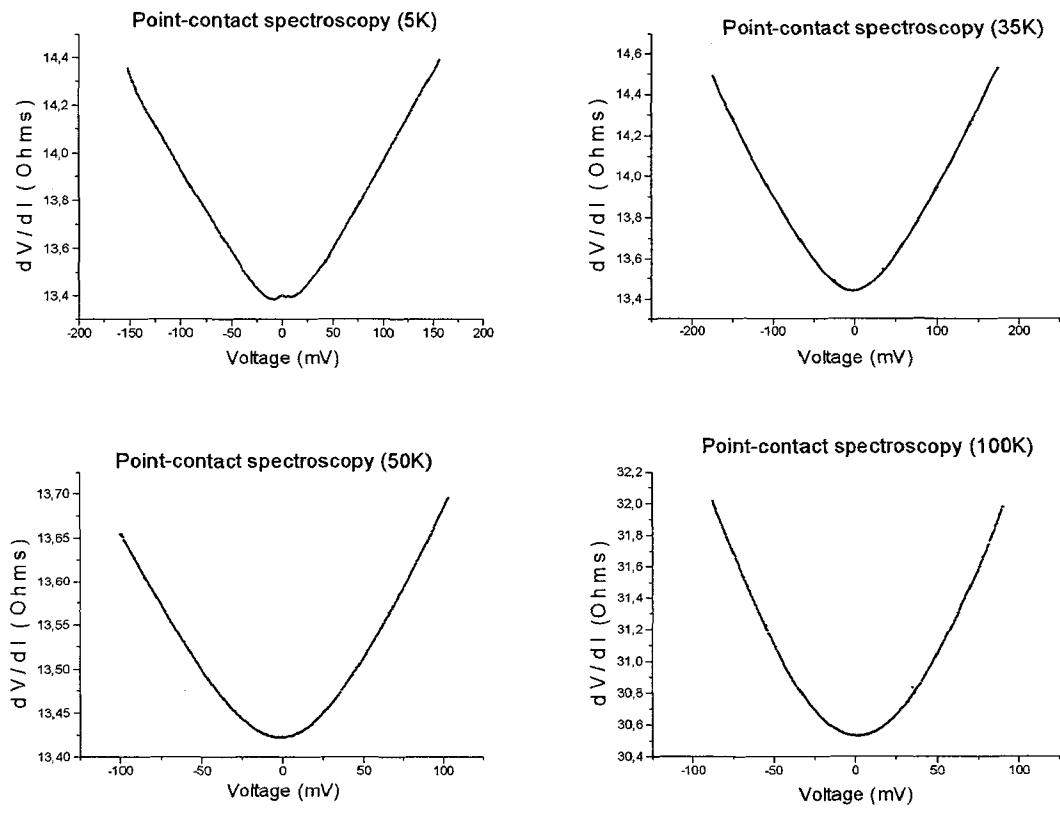 Point-contact spectroscopy (5K)
14,4
14,2
14,0
13,8
13,6
13,4
dV/dI (Ohms)
-200 -150 -100 -50 0 50 100 150 200
Voltage (mV)
Point-contact spectroscopy (35K)
14,6
14,4
14,2
14,0
13,8
13,6
13,4
dV/dI (Ohms)
-200 -100 0 100 200
Voltage (mV)
Point-contact spectroscopy (50K)
13,70
13,65
13,60
13,55
13,50
13,45
13,40
dV/dI (Ohms)
-100 -50 0 50 100
Voltage (mV)
Point-contact spectroscopy (100K)
32,2
32,0
31,8
31,6
31,4
31,2
31,0
30,8
30,6
30,4
dV/dI (Ohms)
-100 -50 0 50 100
Voltage (mV)